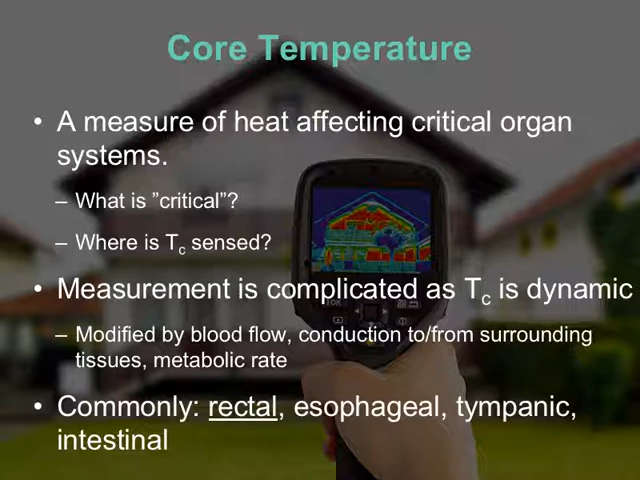 Core Temperature
• A measure of heat affecting critical organ
systems.
– What is ”critical”?
– Where is Tc sensed?
• Measurement is complicated as Tc is dynamic
– Modified by blood flow, conduction to/from surrounding
tissues, metabolic rate
• Commonly: rectal, esophageal, tympanic,
intestinal